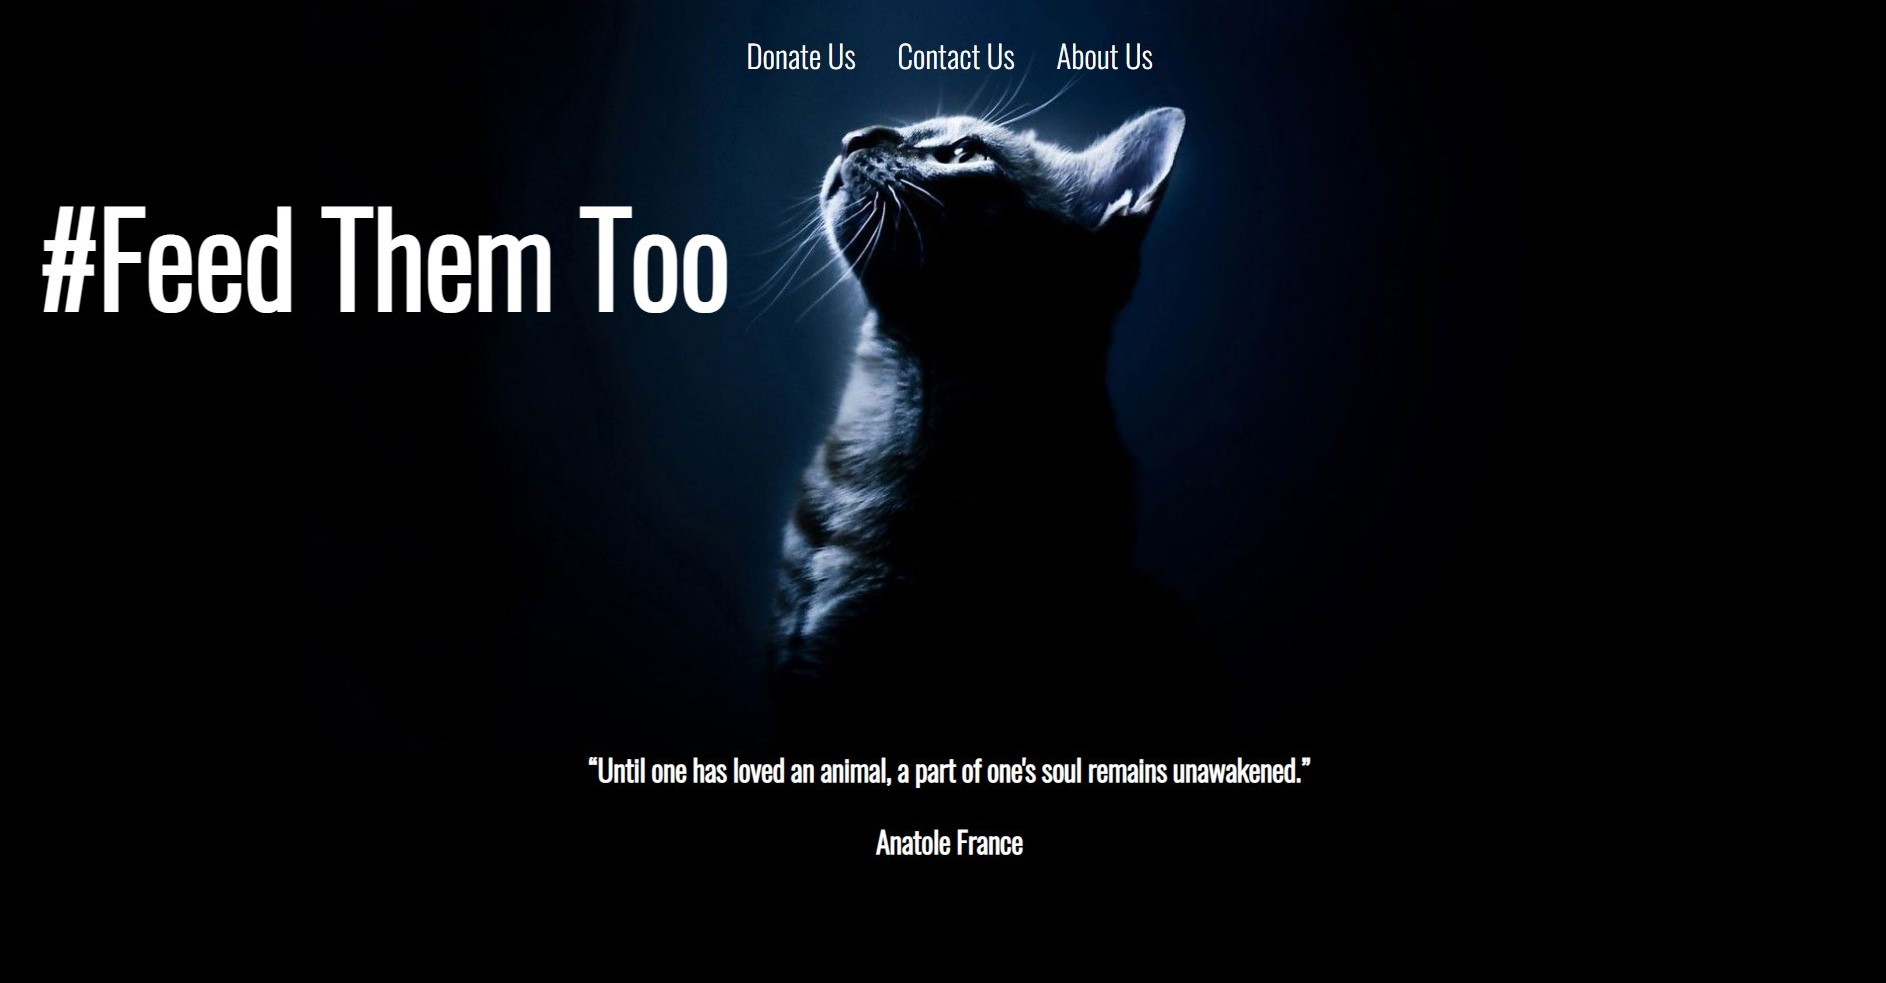 Donate Us Contact Us About Us
#Feed Them Too
“Until one has loved an animal, a part of one's soul remains unawakened.”
Anatole France